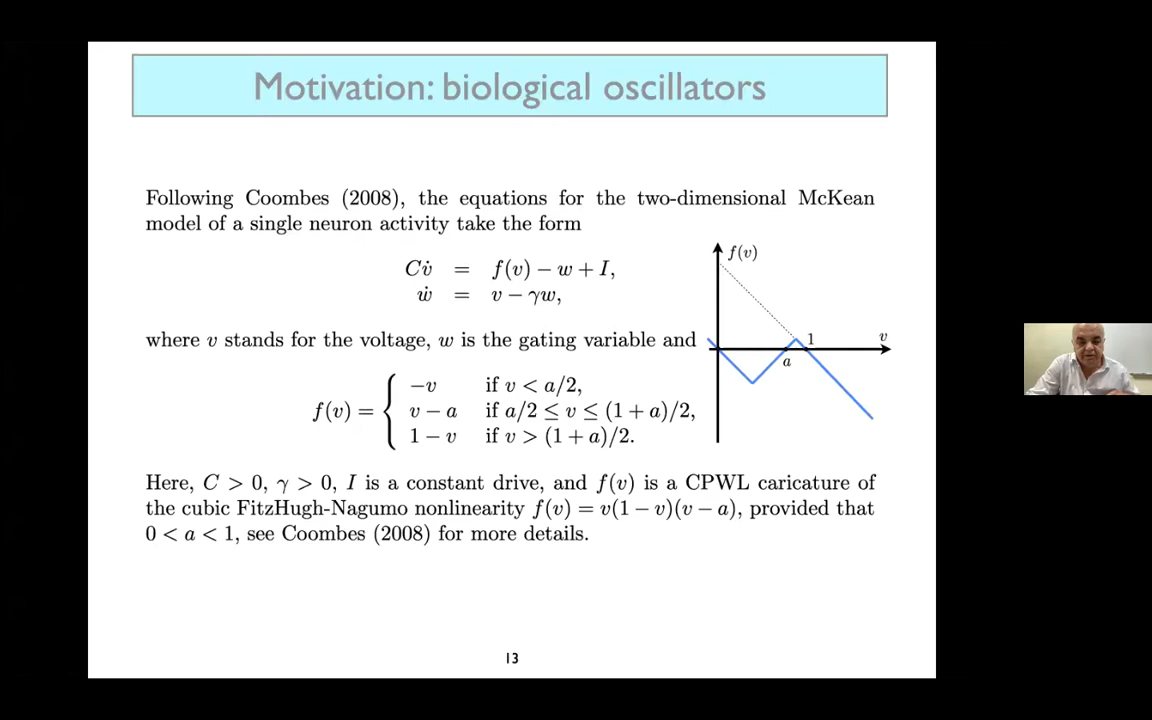 Motivation: biological oscillators
Following Coombes (2008), the equations for the two-dimensional McKean
model of a single neuron activity take the form
Cv̇ = f(v) − w + I,
ẇ = v − γw,
f(v)
where v stands for the voltage, w is the gating variable and
1
v
a
f(v) = { −v if v < a/2,
v − a if a/2 ≤ v ≤ (1 + a)/2,
1 − v if v > (1 + a)/2.
Here, C > 0, γ > 0, I is a constant drive, and f(v) is a CPWL caricature of
the cubic FitzHugh-Nagumo nonlinearity f(v) = v(1 − v)(v − a), provided that
0 < a < 1, see Coombes (2008) for more details.
13